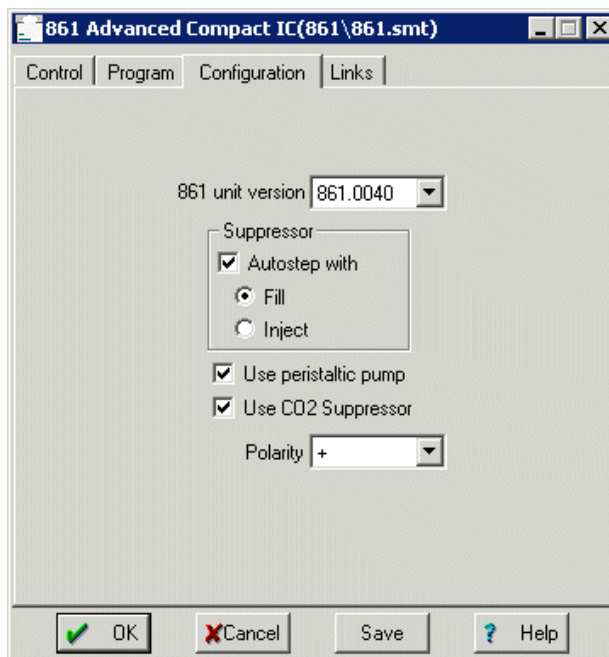 861 Advanced Compact IC(861\861.smt)
Control Program Configuration Links
861 unit version 861.0040
Suppressor
Autostep with
Fill
Inject
Use peristaltic pump
Use CO2 Suppressor
Polarity +
OK Cancel Save ? Help